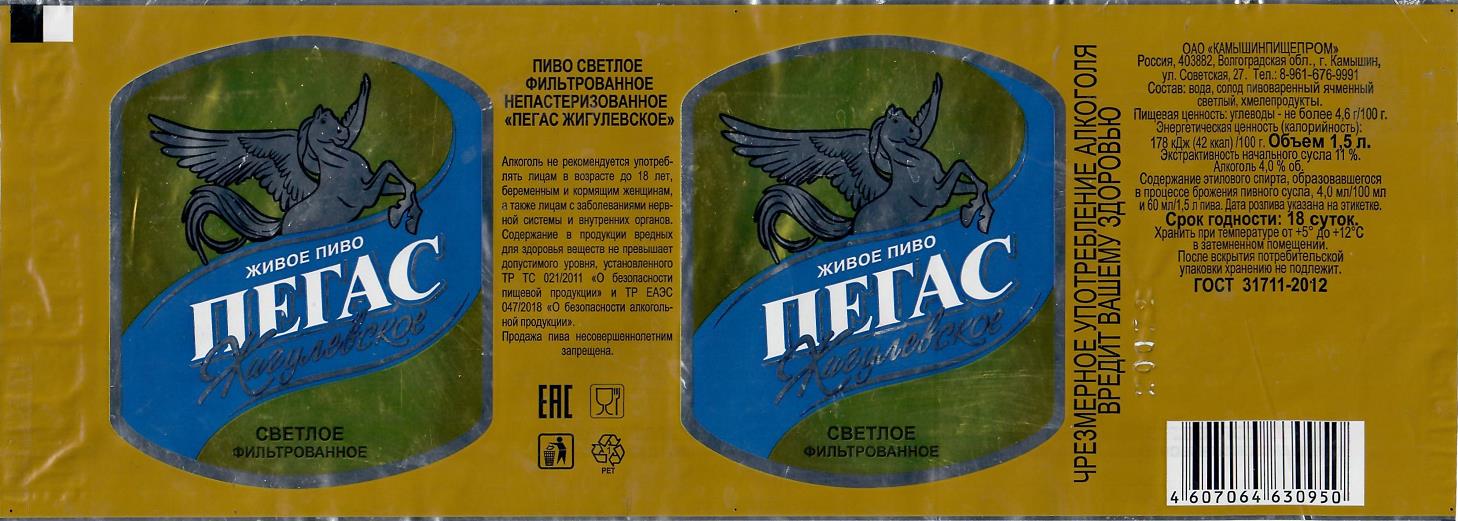 ЖИВОЕ ПИВО
ПЕГАС
Жигулевское
СВЕТЛОЕ
ФИЛЬТРОВАННОЕ
ПИВО СВЕТЛОЕ
ФИЛЬТРОВАННОЕ
НЕПАСТЕРИЗОВАННОЕ
«ПЕГАС ЖИГУЛЕВСКОЕ»
Алкоголь не рекомендуется употреб-
лять лицам в возрасте до 18 лет,
беременным и кормящим женщинам,
а также лицам с заболеваниями нерв-
ной системы и внутренних органов.
Содержание в продукции вредных
для здоровья веществ не превышает
допустимого уровня, установленного
ТР ТС 021/2011 «О безопасности
пищевой продукции» и ТР ЕАЭС
047/2018 «О безопасности алкоголь-
ной продукции».
Продажа пива несовершеннолетним
запрещена.
ЕАС
1
PET
ЖИВОЕ ПИВО
ПЕГАС
Жигулевское
СВЕТЛОЕ
ФИЛЬТРОВАННОЕ
ЧРЕЗМЕРНОЕ УПОТРЕБЛЕНИЕ АЛКОГОЛЯ
ВРЕДИТ ВАШЕМУ ЗДОРОВЬЮ
ОАО «КАМЫШИНПИЩЕПРОМ»
Россия, 403882, Волгоградская обл., г. Камышин,
ул. Советская, 27. Тел.: 8-961-676-9991
Состав: вода, солод пивоваренный ячменный
светлый, хмелепродукты.
Пищевая ценность: углеводы - не более 4,6 г/100 г.
Энергетическая ценность (калорийность):
178 кДж (42 ккал) /100 г. Объем 1,5 л.
Экстрактивность начального сусла 11 %.
Алкоголь 4,0 % об.
Содержание этилового спирта, образовавшегося
в процессе брожения пивного сусла, 4,0 мл/100 мл
и 60 мл/1,5 л пива. Дата розлива указана на этикетке.
Срок годности: 18 суток.
Хранить при температуре от +5° до +12°С
в затемненном помещении.
После вскрытия потребительской
упаковки хранению не подлежит.
ГОСТ 31711-2012
4 607064 630950